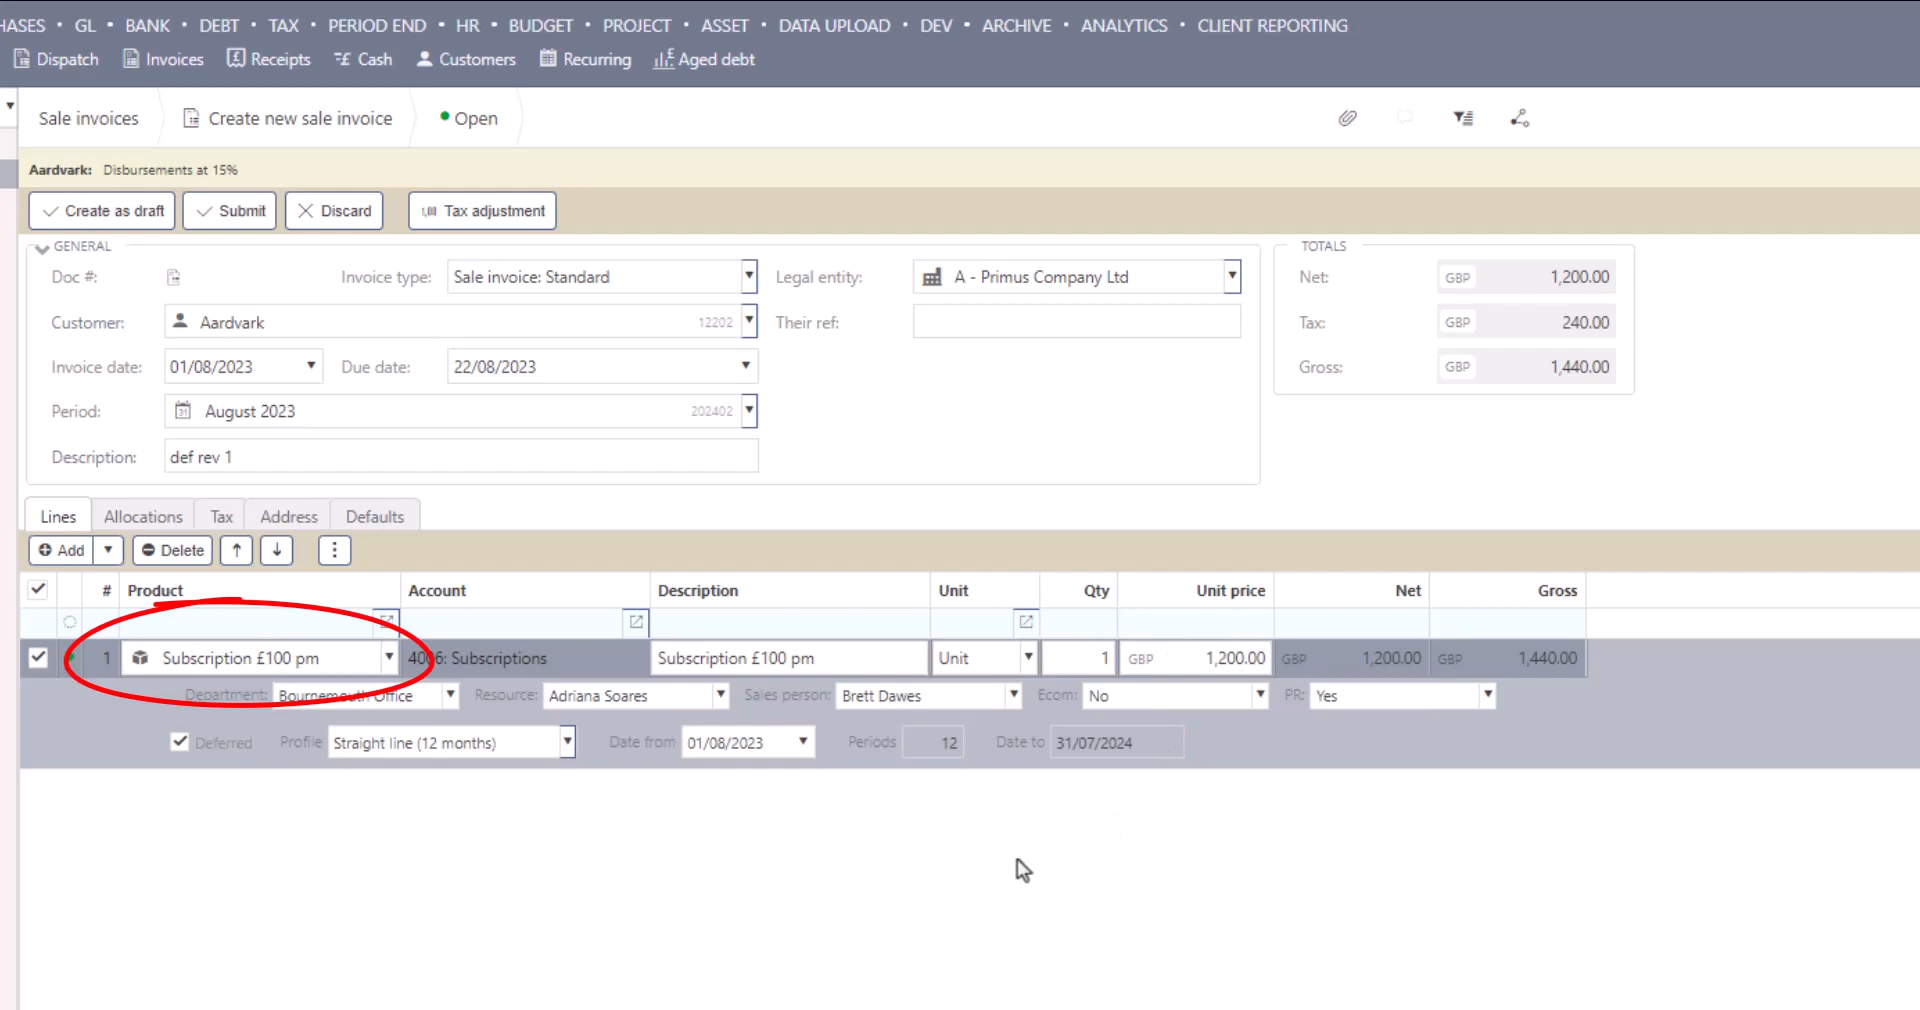 HASES • GL • BANK • DEBT • TAX • PERIOD END • HR • BUDGET • PROJECT • ASSET • DATA UPLOAD • DEV • ARCHIVE • ANALYTICS • CLIENT REPORTING
Dispatch Invoices Receipts Cash Customers Recurring Aged debt
Sale invoices Create new sale invoice Open
Aardvark: Disbursements at 15%
Create as draft Submit Discard 1,00 Tax adjustment
GENERAL TOTALS
Doc #: Invoice type: Sale invoice: Standard Legal entity: A - Primus Company Ltd Net: GBP 1,200.00
Customer: Aardvark 12202 Their ref: Tax: GBP 240.00
Invoice date: 01/08/2023 Due date: 22/08/2023 Gross: GBP 1,440.00
Period: 31 August 2023 202402
Description: def rev 1
Lines Allocations Tax Address Defaults
Add Delete
# Product Account Description Unit Qty Unit price Net Gross
1 Subscription £100 pm 4006: Subscriptions Subscription £100 pm Unit 1 GBP 1,200.00 GBP 1,200.00 GBP 1,440.00
Department: Bournemouth Office Resource: Adriana Soares Sales person: Brett Dawes Ecom: No PR: Yes
Deferred Profile Straight line (12 months) Date from 01/08/2023 Periods 12 Date to 31/07/2024